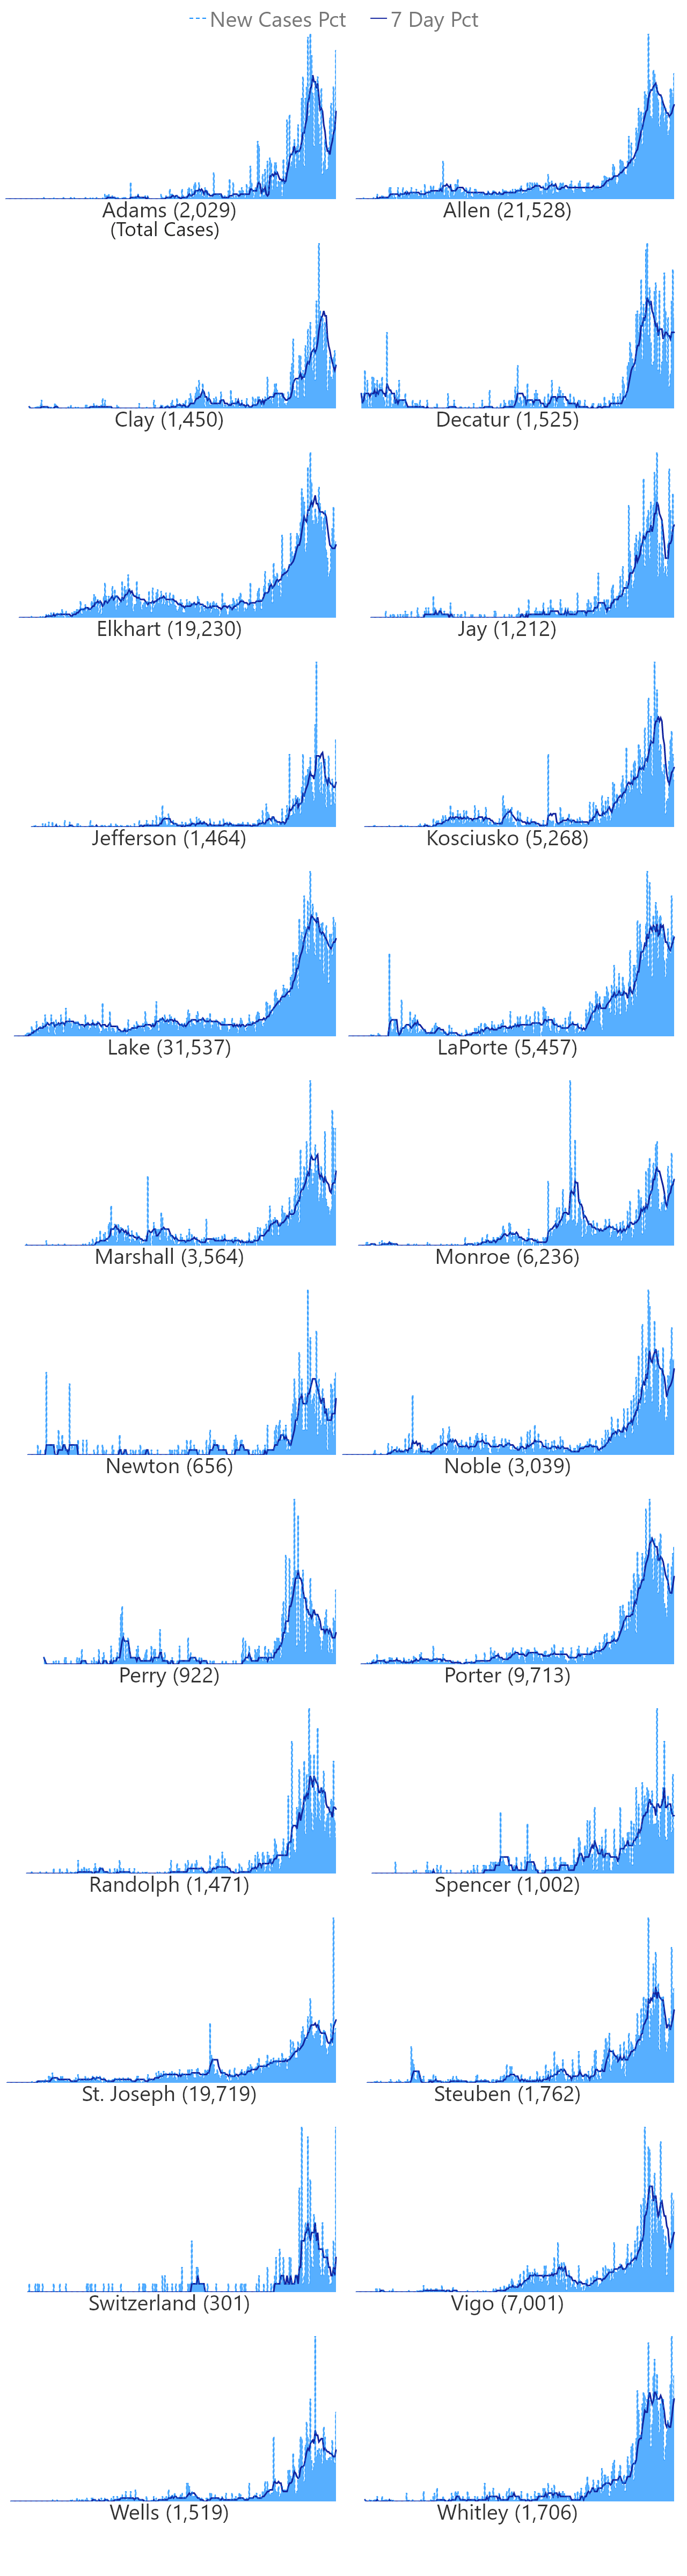 New Cases Pct 7 Day Pct
Adams (2,029) Allen (21,528)
(Total Cases)
Clay (1,450) Decatur (1,525)
Elkhart (19,230) Jay (1,212)
Jefferson (1,464) Kosciusko (5,268)
Lake (31,537) LaPorte (5,457)
Marshall (3,564) Monroe (6,236)
Newton (656) Noble (3,039)
Perry (922) Porter (9,713)
Randolph (1,471) Spencer (1,002)
St. Joseph (19,719) Steuben (1,762)
Switzerland (301) Vigo (7,001)
Wells (1,519) Whitley (1,706)